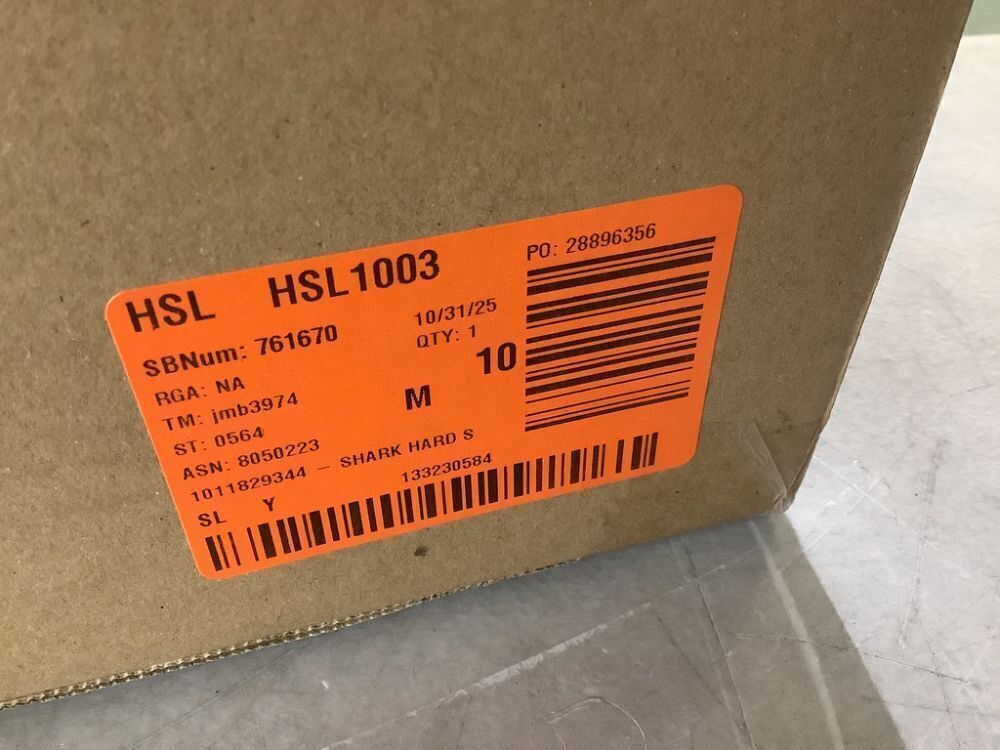 HSL HSL1003
PO: 28896356
SBNum: 761670 10/31/25
RGA: NA QTY: 1
TM: jmb3974 M 10
ST: 0564
ASN: 8050223
1011829344 - SHARK HARD S
SL Y 133230584